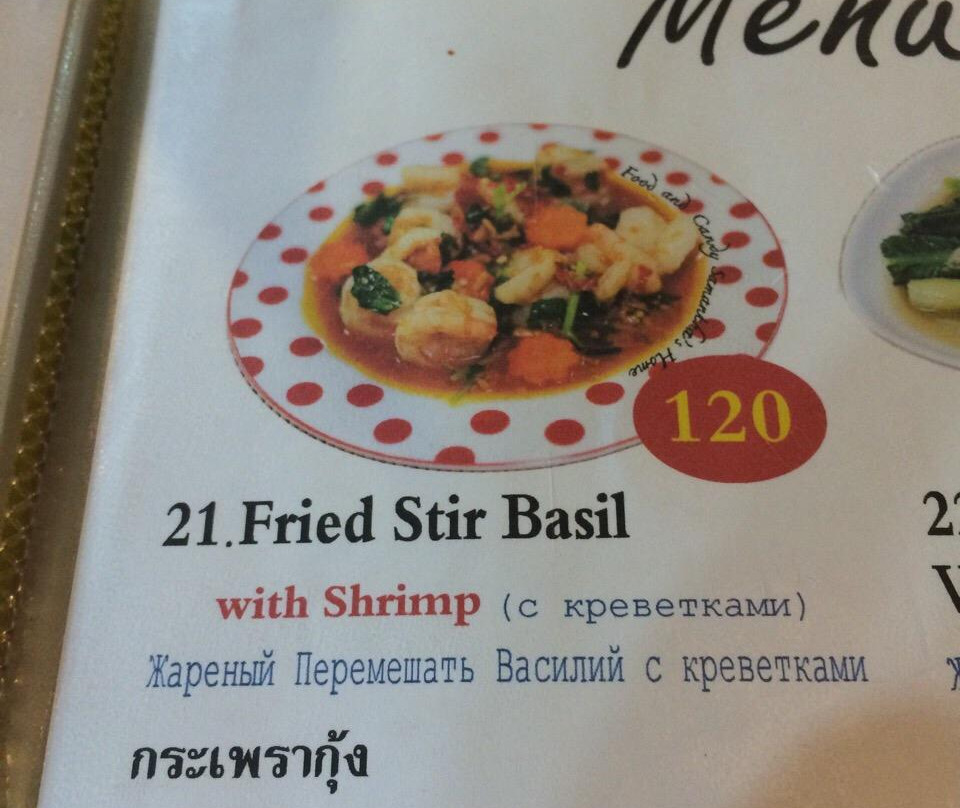 Menu
Food and Candy Samantha's Home
120
21.Fried Stir Basil
with Shrimp (с креветками)
Жареный Перемешать Василий с креветками
กระเพรากุ้ง